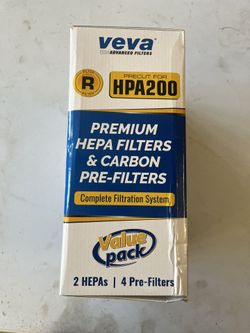 veva
ADVANCED FILTERS
R
PRECUT FOR
HPA200
PREMIUM
HEPA FILTERS
& CARBON
PRE-FILTERS
Complete Filtration System
Value
pack
2 HEPAs | 4 Pre-Filters